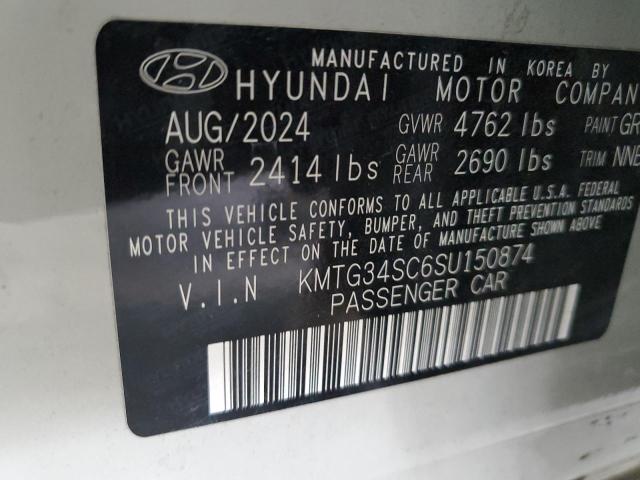 MANUFACTURED IN KOREA BY
HYUNDAI MOTOR COMPAN
AUG/2024 GVWR 4762 lbs PAINT GR
GAWR FRONT 2414 lbs GAWR REAR 2690 lbs TRIM NNB
THIS VEHICLE CONFORMS TO ALL APPLICABLE U.S.A. FEDERAL
MOTOR VEHICLE SAFETY, BUMPER, AND THEFT PREVENTION STANDARDS
IN EFFECT ON THE DATE OF MANUFACTURE SHOWN ABOVE
V.I.N KMTG34SC6SU150874
PASSENGER CAR